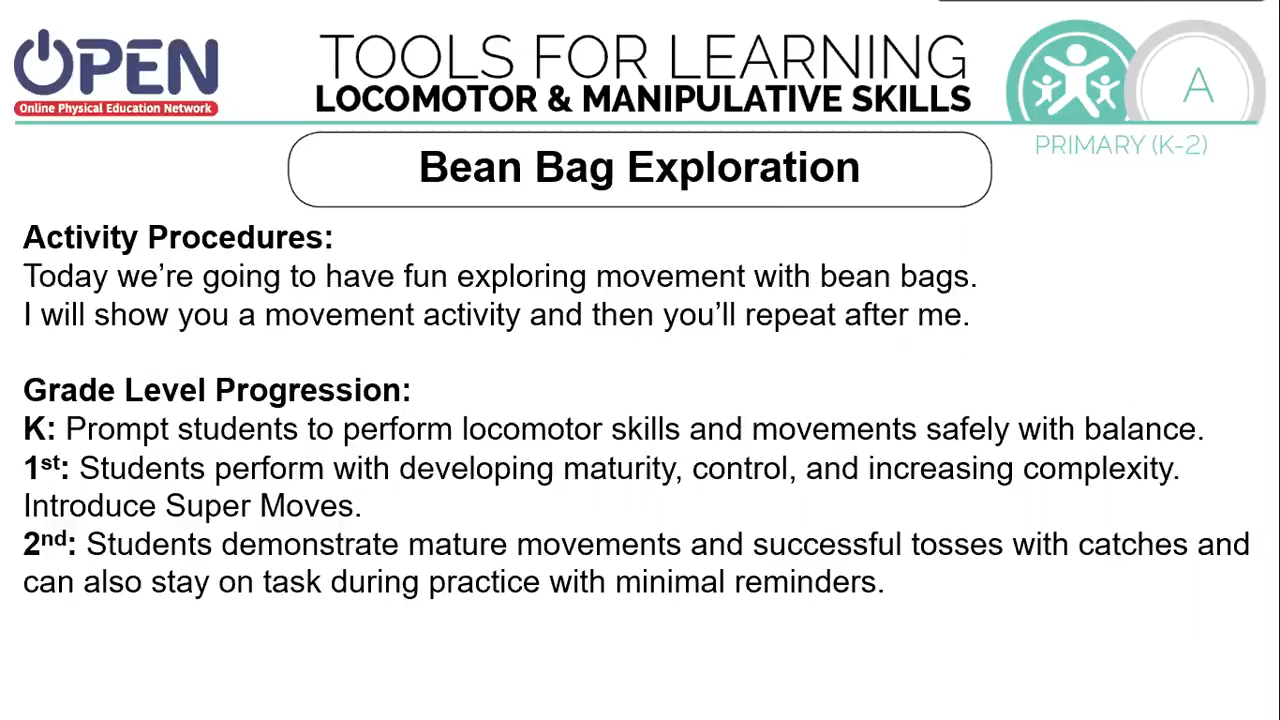 OPEN
Online Physical Education Network
TOOLS FOR LEARNING
LOCOMOTOR & MANIPULATIVE SKILLS
A
PRIMARY (K-2)
Bean Bag Exploration
Activity Procedures:
Today we’re going to have fun exploring movement with bean bags.
I will show you a movement activity and then you’ll repeat after me.
Grade Level Progression:
K: Prompt students to perform locomotor skills and movements safely with balance.
1st: Students perform with developing maturity, control, and increasing complexity.
Introduce Super Moves.
2nd: Students demonstrate mature movements and successful tosses with catches and
can also stay on task during practice with minimal reminders.